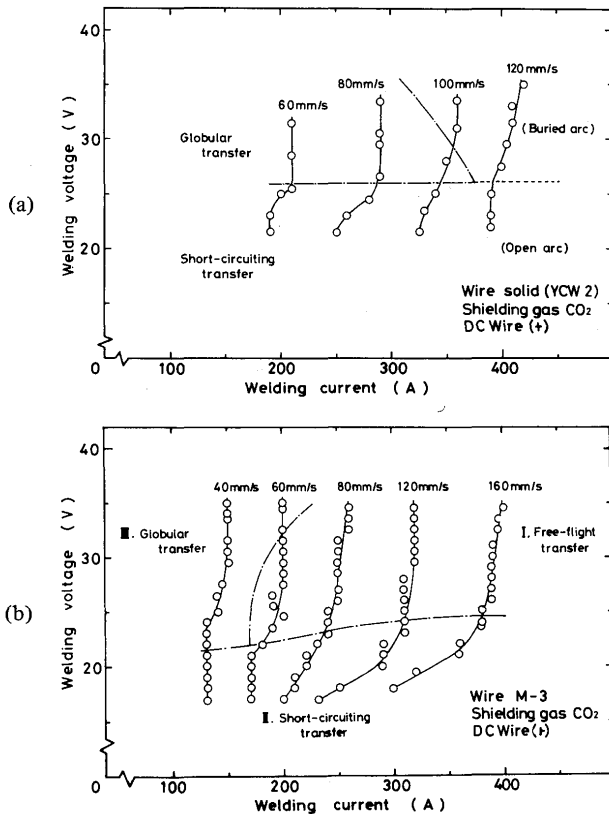 (a)
Welding voltage (V)
40
30
20
0
60mm/s
80mm/s
100mm/s
120mm/s
Globular
transfer
(Buried arc)
Short-circuiting
transfer
(Open arc)
Wire solid (YCW 2)
Shielding gas CO₂
DC Wire (+)
100
200
300
400
Welding current (A)
(b)
Welding voltage (V)
40
30
20
0
40mm/s
60mm/s
80mm/s
120mm/s
160mm/s
Ⅲ. Globular
transfer
I. Free-flight
transfer
Ⅱ. Short-circuiting
transfer
Wire M-3
Shielding gas CO₂
DC Wire (+)
100
200
300
400
Welding current (A)